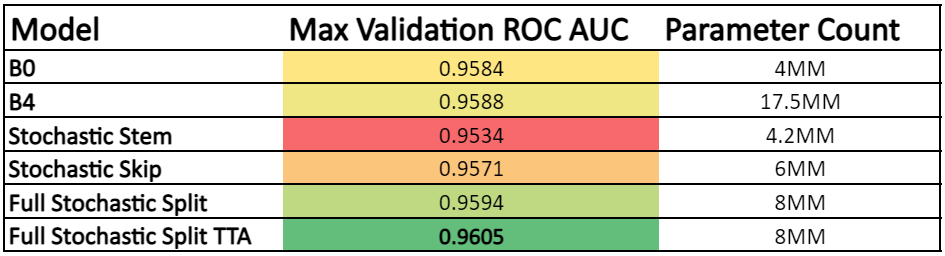 Model Max Validation ROC AUC Parameter Count
B0 0.9584 4MM
B4 0.9588 17.5MM
Stochastic Stem 0.9534 4.2MM
Stochastic Skip 0.9571 6MM
Full Stochastic Split 0.9594 8MM
Full Stochastic Split TTA 0.9605 8MM